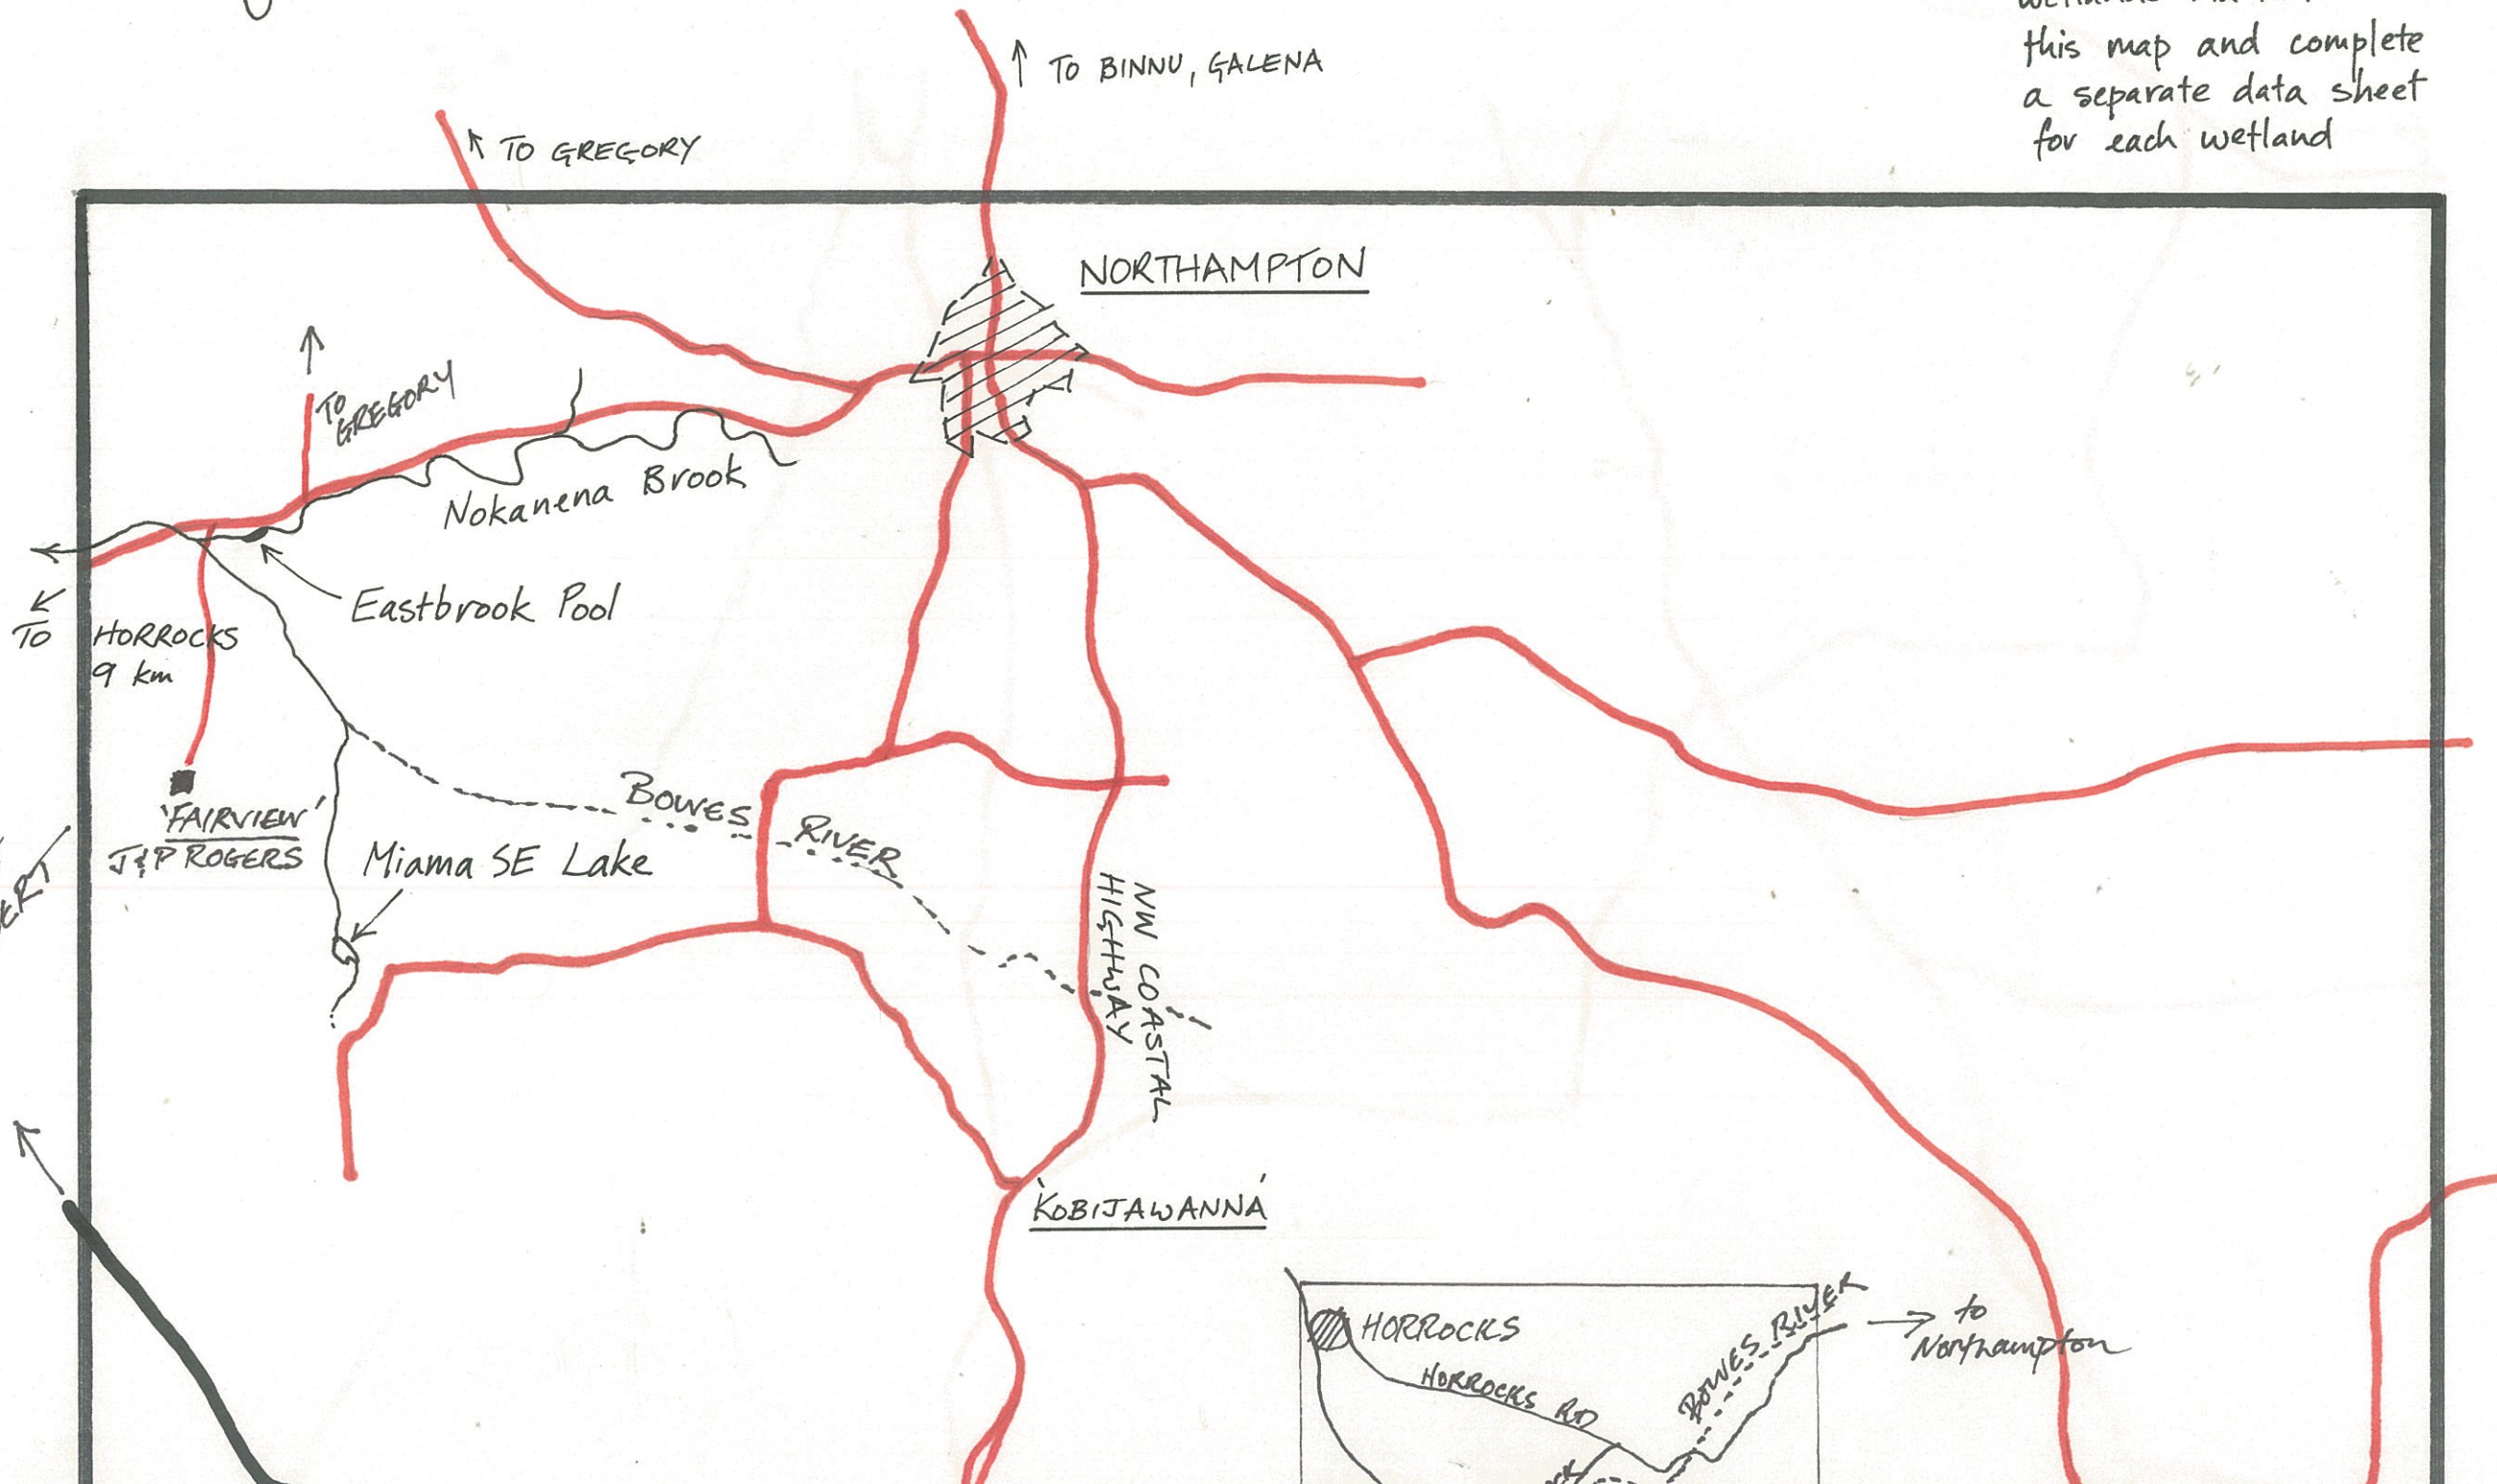 this map and complete
a separate data sheet
for each wetland
↑ TO BINNU, GALENA
↖ TO GREGORY
NORTHAMPTON
TO
GREGORY
Nokanena Brook
Eastbrook Pool
TO HORROCKS
9 km
BOWES RIVER
'FAIRVIEW'
J&P ROGERS
Miama SE Lake
NW COASTAL
HIGHWAY
'KOBIJAWANNA'
HORROCKS
BOWES RIVER
→ to
Northampton
HORROCKS RD